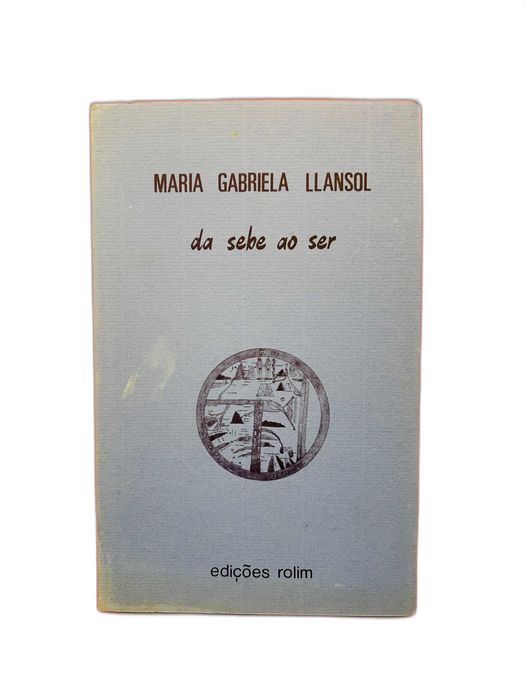 MARIA GABRIELA LLANSOL
da sebe ao ser
edições rolim